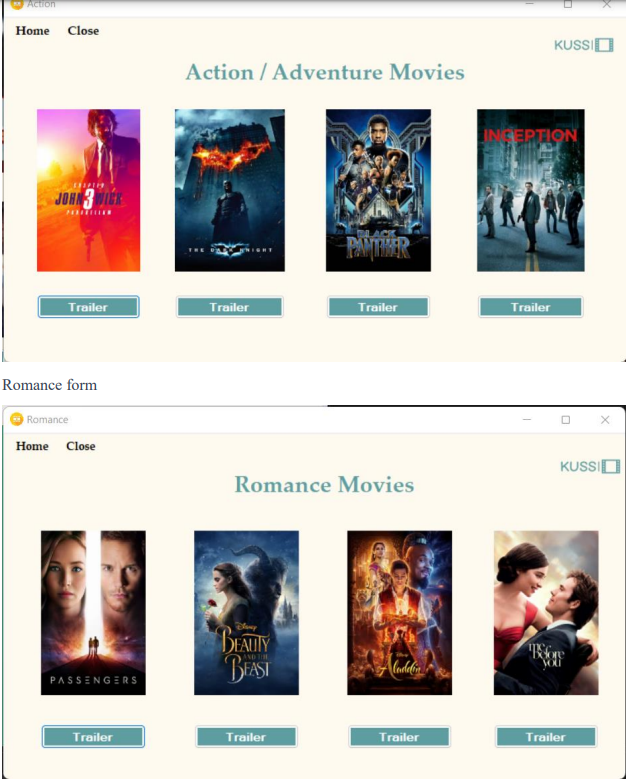 Action
Home Close
KUSSI
Action / Adventure Movies
CHAPTER
JOHN 3 WICK
PARABELLUM
THE DARK KNIGHT
BLACK
PANTHER
INCEPTION
Trailer Trailer Trailer Trailer
Romance form
Romance
Home Close
KUSSI
Romance Movies
PASSENGERS
Disney
BEAUTY
AND THE
BEAST
Disney
Aladdin
me
Before
you
Trailer Trailer Trailer Trailer